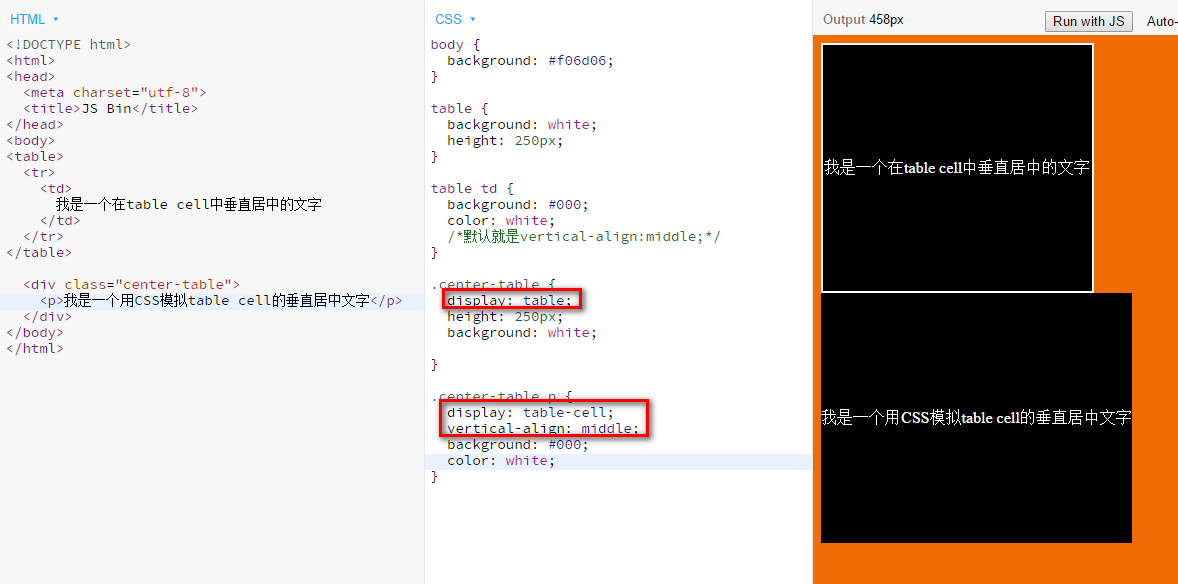 HTML
<!DOCTYPE html>
<html>
<head>
<meta charset="utf-8">
<title>JS Bin</title>
</head>
<body>
<table>
<tr>
<td>
我是一个在table cell中垂直居中的文字
</td>
</tr>
</table>
<div class="center-table">
<p>我是一个用CSS模拟table cell的垂直居中文字</p>
</div>
</body>
</html>
CSS
body {
background: #f06d06;
}
table {
background: white;
height: 250px;
}
table td {
background: #000;
color: white;
/*默认就是vertical-align:middle;*/
}
.center-table {
display: table;
height: 250px;
background: white;
}
.center-table p {
display: table-cell;
vertical-align: middle;
background: #000;
color: white;
}
Output 458px
Run with JS
Auto-
我是一个在table cell中垂直居中的文字
我是一个用CSS模拟table cell的垂直居中文字